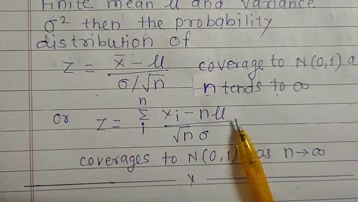 Finite mean μ and variance
σ² then the probability
distribution of
Z = x̄ - μ / σ/√n coverage to N(0,1) a
n tends to ∞
or Z = n Σ i xi - nμ / √n σ
coverages to N(0,1) as n→∞
x